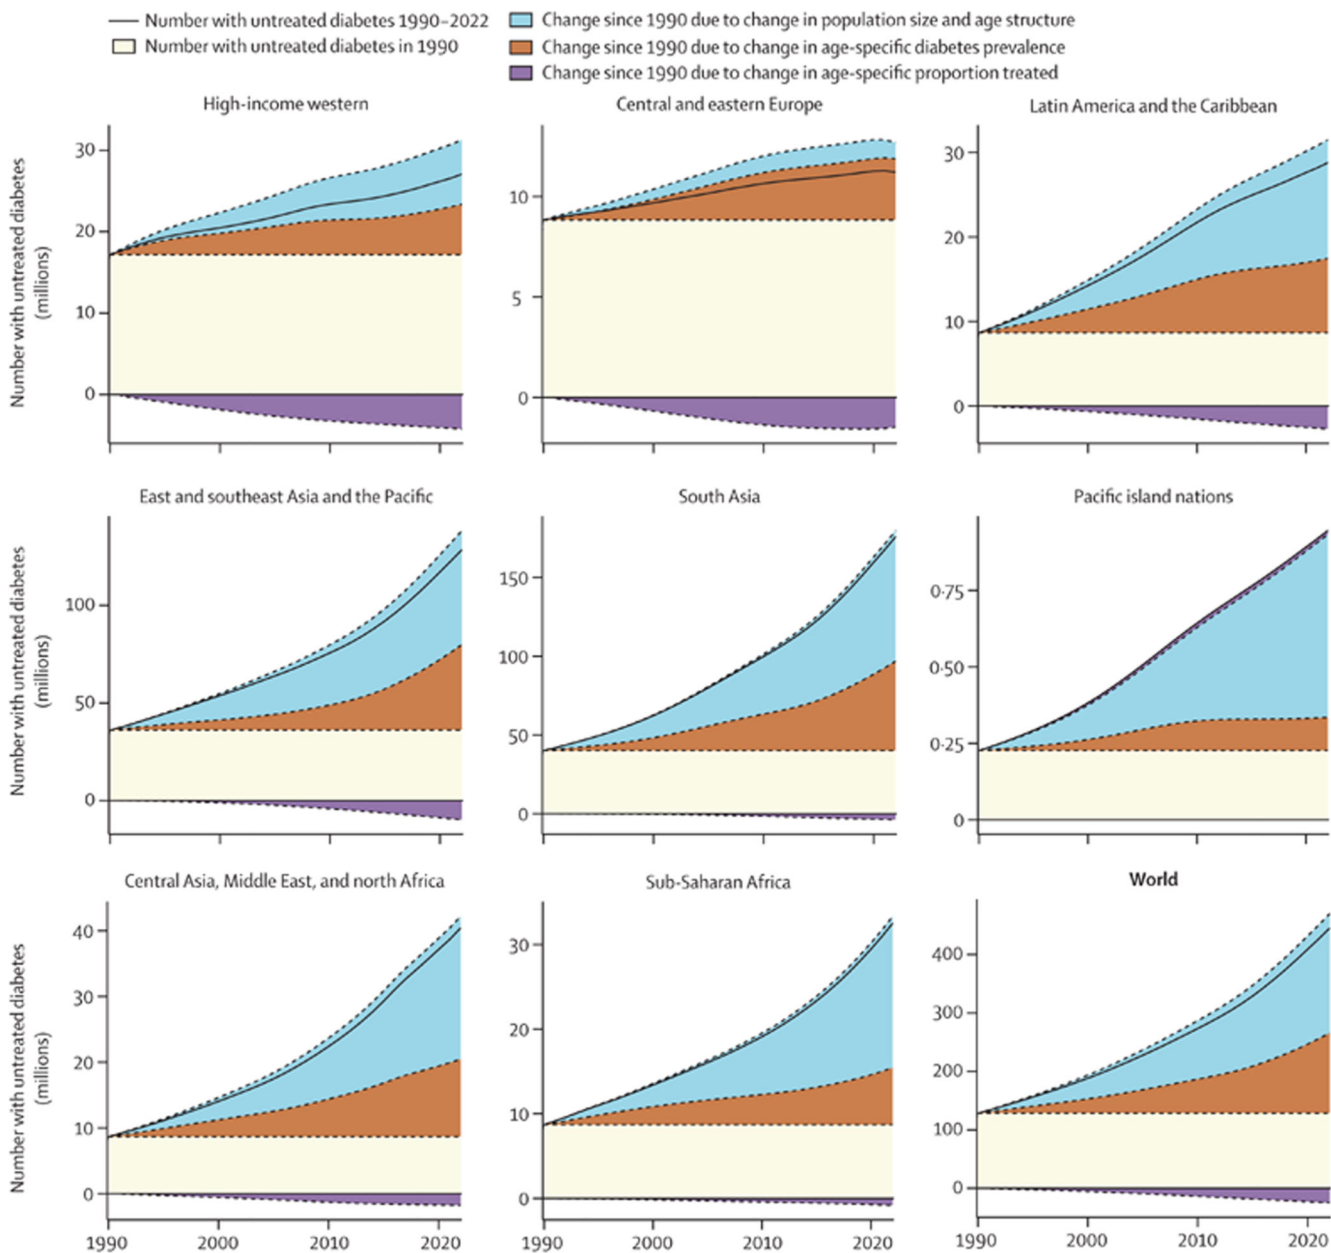 Number with untreated diabetes 1990–2022
Number with untreated diabetes in 1990
Change since 1990 due to change in population size and age structure
Change since 1990 due to change in age-specific diabetes prevalence
Change since 1990 due to change in age-specific proportion treated
High-income western
Central and eastern Europe
Latin America and the Caribbean
Number with untreated diabetes
(millions)
30
20
10
0
10
5
0
30
20
10
0
East and southeast Asia and the Pacific
South Asia
Pacific island nations
Number with untreated diabetes
(millions)
100
50
0
150
100
50
0
0·75
0·50
0·25
0
Central Asia, Middle East, and north Africa
Sub-Saharan Africa
World
Number with untreated diabetes
(millions)
40
30
20
10
0
30
20
10
0
400
300
200
100
0
1990 2000 2010 2020
1990 2000 2010 2020
1990 2000 2010 2020